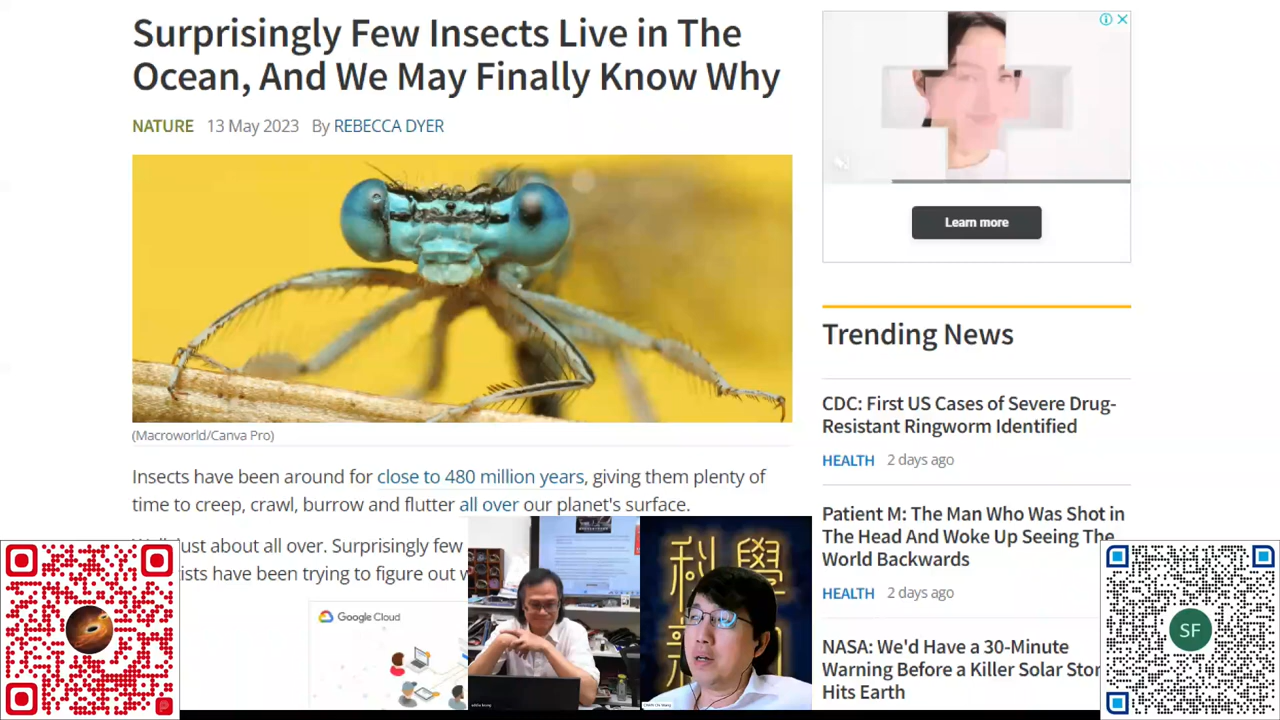 Surprisingly Few Insects Live in The
Ocean, And We May Finally Know Why
NATURE 13 May 2023 By REBECCA DYER
(Macroworld/Canva Pro)
Insects have been around for close to 480 million years, giving them plenty of
time to creep, crawl, burrow and flutter all over our planet's surface.
just about all over. Surprisingly few
have been trying to figure out
Google Cloud
Learn more
Trending News
CDC: First US Cases of Severe Drug-
Resistant Ringworm Identified
HEALTH 2 days ago
Patient M: The Man Who Was Shot in
The Head And Woke Up Seeing The
World Backwards
HEALTH 2 days ago
NASA: We'd Have a 30-Minute
Warning Before a Killer Solar
Hits Earth
科學
SF